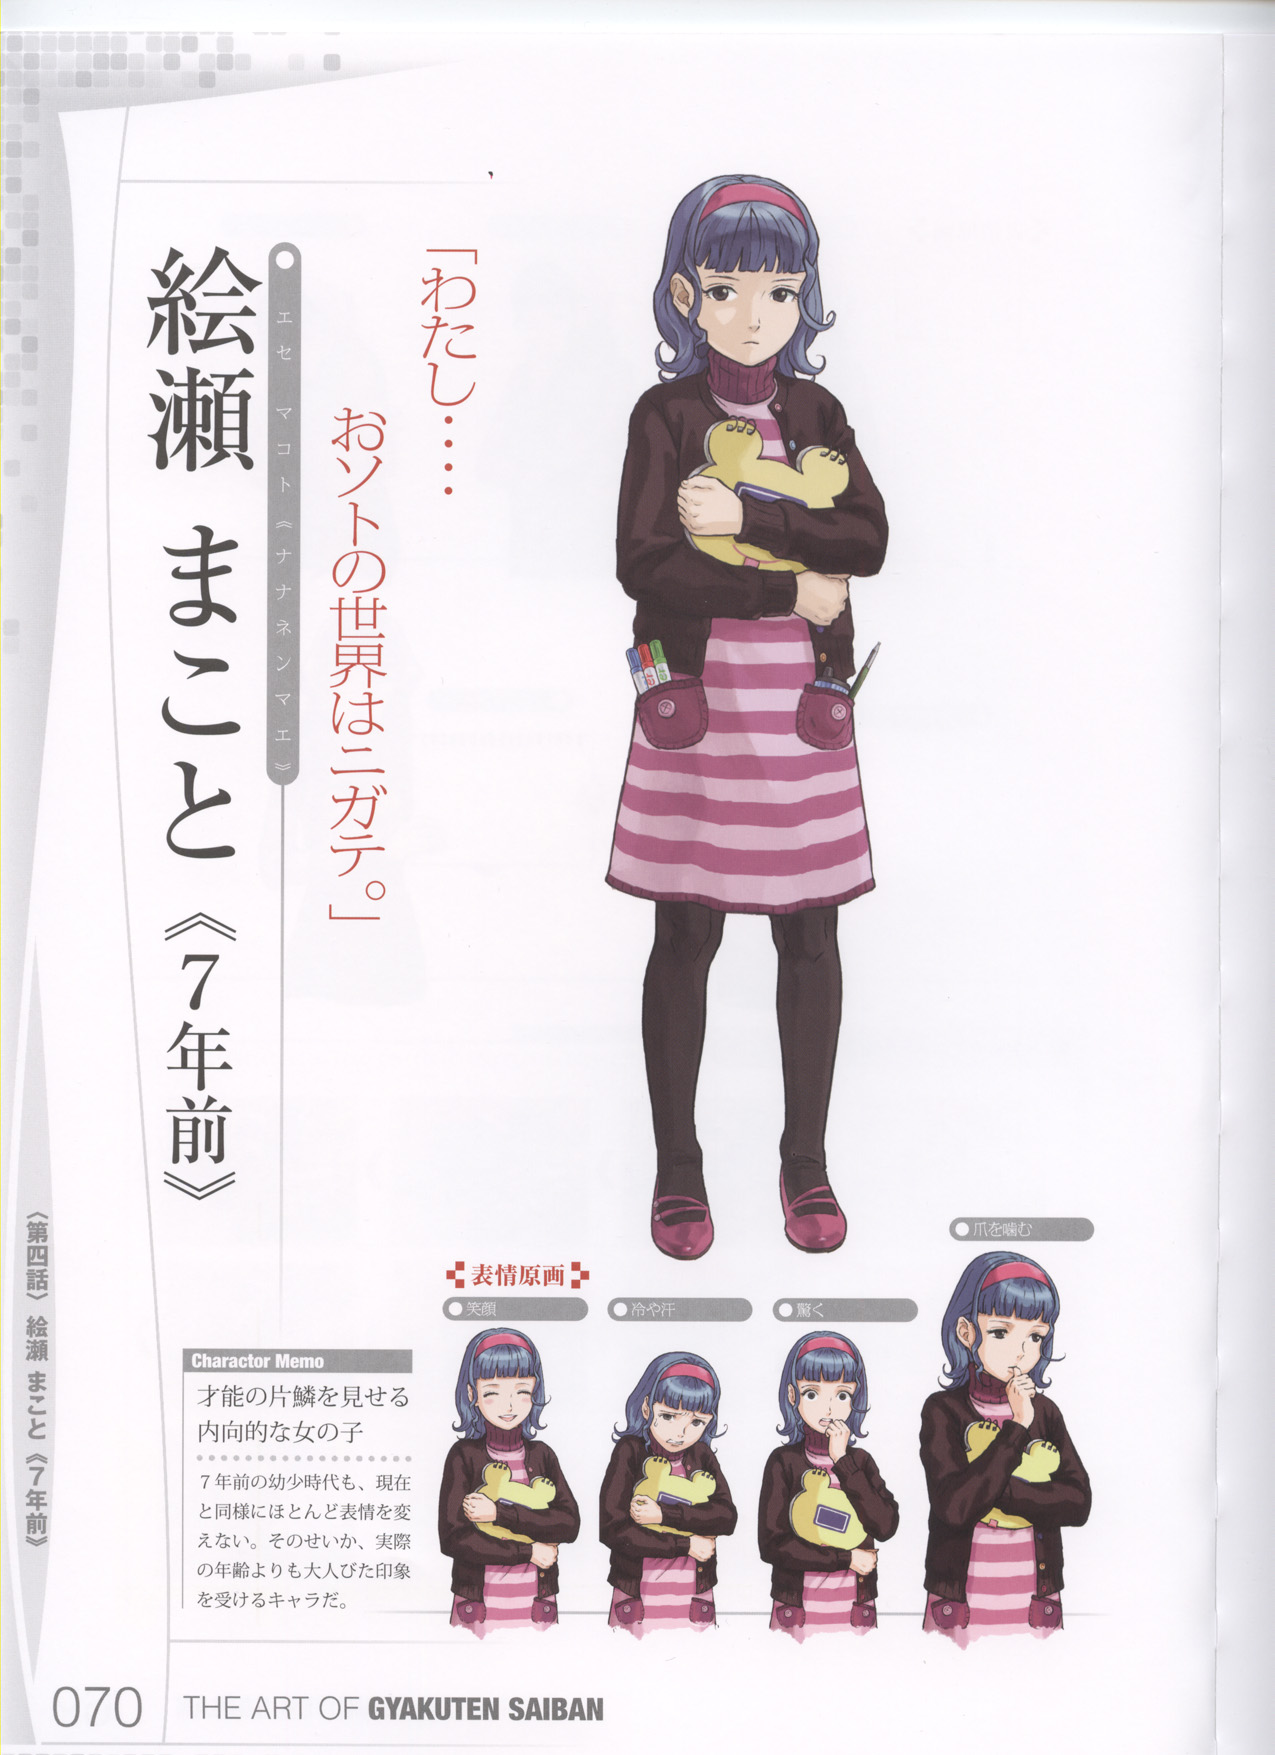 絵瀬 まこと《7年前》
エセ マコト《ナナネンマエ》
「わたし‥‥
おソトの世界はニガテ。」
爪を噛む
表情原画
笑顔
冷や汗
驚く
Charactor Memo
才能の片鱗を見せる
内向的な女の子
7年前の幼少時代も、現在
と同様にほとんど表情を変
えない。そのせいか、実際
の年齢よりも大人びた印象
を受けるキャラだ。
〈第四話〉 絵瀬 まこと《7年前》
070
THE ART OF GYAKUTEN SAIBAN